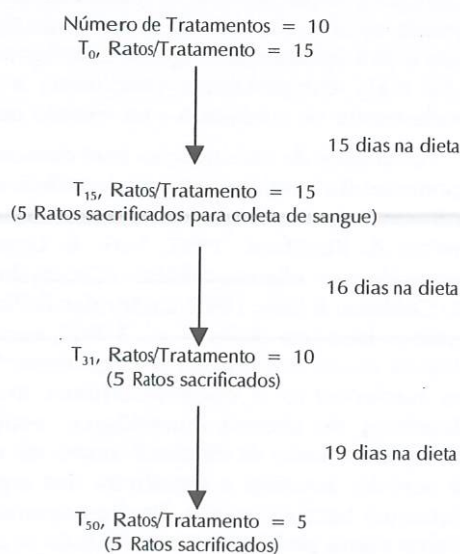 Número de Tratamentos = 10
T₀, Ratos/Tratamento = 15
15 dias na dieta
T₁₅, Ratos/Tratamento = 15
(5 Ratos sacrificados para coleta de sangue)
16 dias na dieta
T₃₁, Ratos/Tratamento = 10
(5 Ratos sacrificados)
19 dias na dieta
T₅₀, Ratos/Tratamento = 5
(5 Ratos sacrificados)